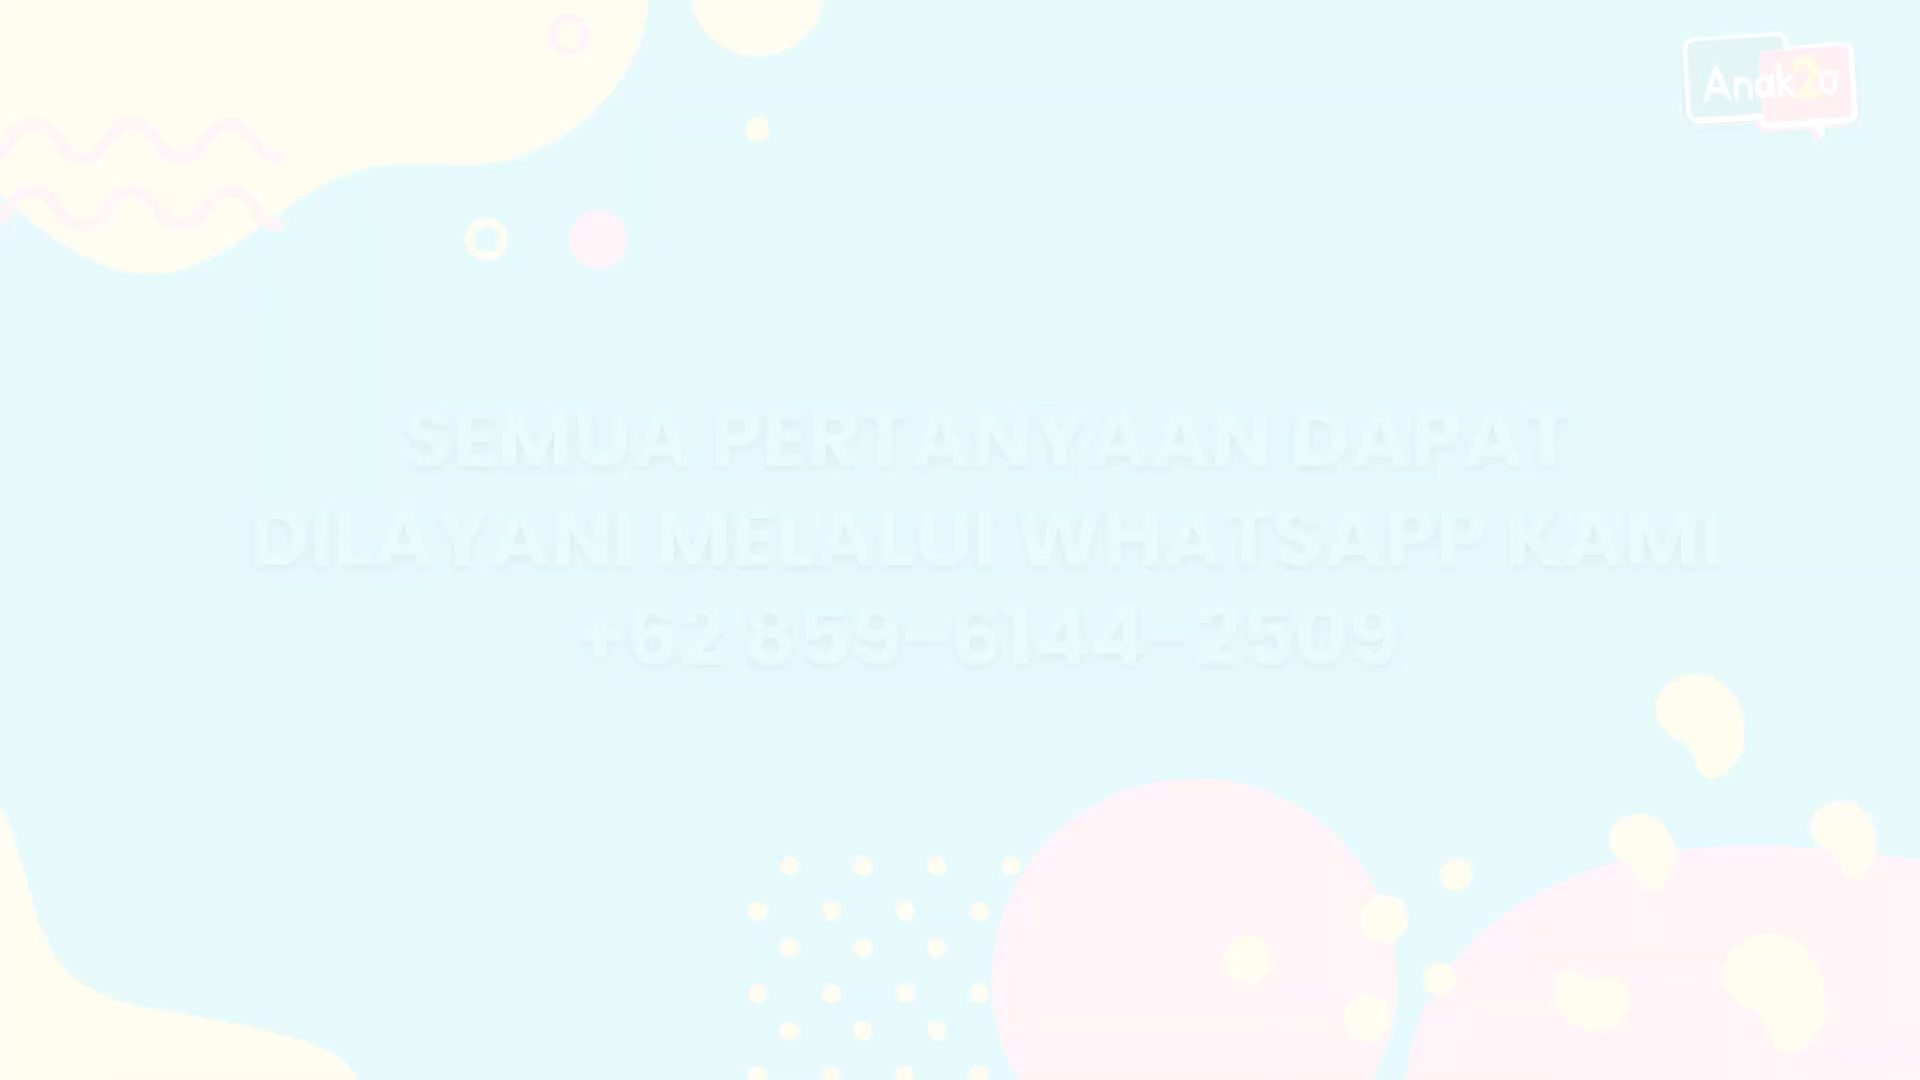 Anak2u
SEMUA PERTANYAAN DAPAT
DILAYANI MELALUI WHATSAPP KAMI
+62 859-6144-2509